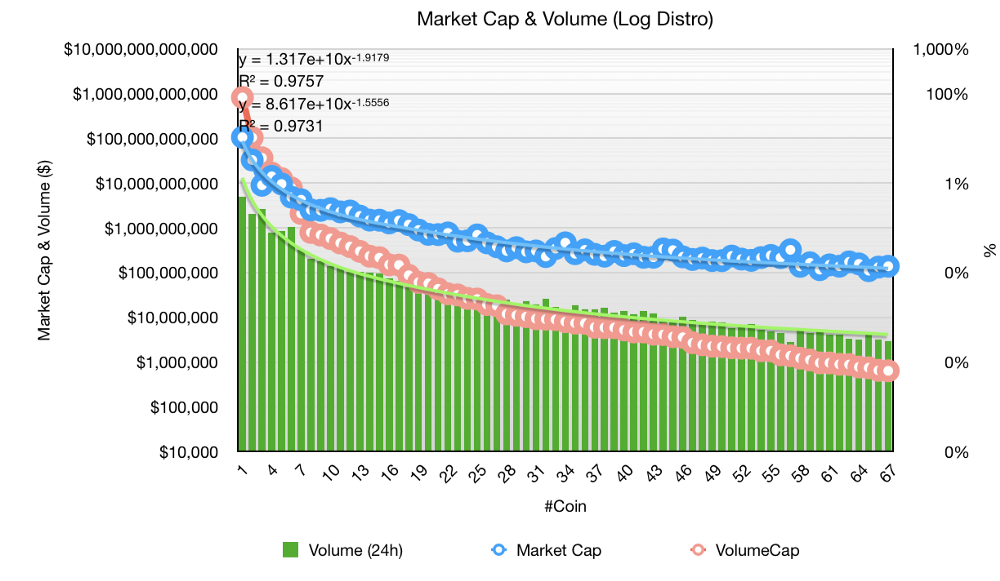 Market Cap & Volume (Log Distro)
$10,000,000,000,000
$1,000,000,000,000
$100,000,000,000
$10,000,000,000
$1,000,000,000
$100,000,000
$10,000,000
$1,000,000
$100,000
$10,000
Market Cap & Volume ($)
y = 1.317e+10x-1.9179
R² = 0.9757
y = 8.617e+10x-1.5556
R² = 0.9731
1,000%
100%
1%
0%
0%
0%
%
1 4 7 10 13 16 19 22 25 28 31 34 37 40 43 46 49 52 55 58 61 64 67
#Coin
Volume (24h) Market Cap VolumeCap